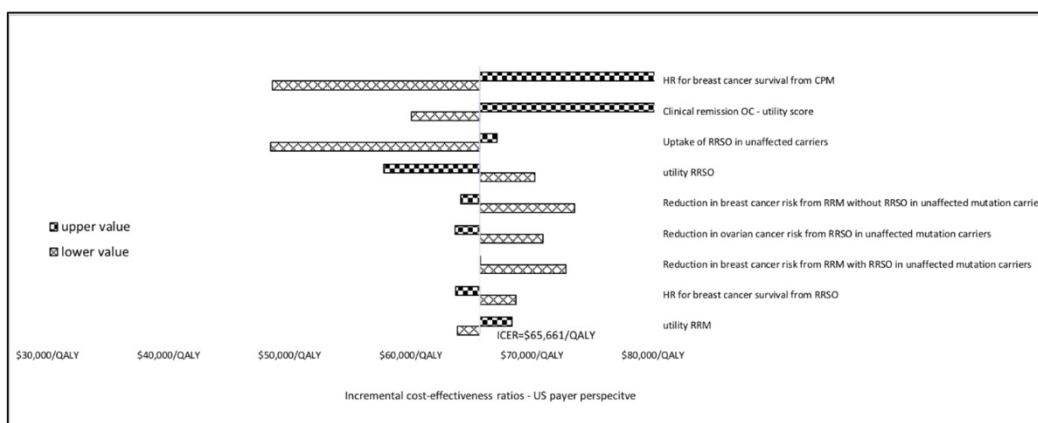 HR for breast cancer survival from CPM
Clinical remission OC - utility score
Uptake of RRSO in unaffected carriers
utility RRSO
Reduction in breast cancer risk from RRM without RRSO in unaffected mutation carrie
Reduction in ovarian cancer risk from RRSO in unaffected mutation carriers
Reduction in breast cancer risk from RRM with RRSO in unaffected mutation carriers
HR for breast cancer survival from RRSO
utility RRM
upper value
lower value
ICER=$65,661/QALY
$30,000/QALY $40,000/QALY $50,000/QALY $60,000/QALY $70,000/QALY $80,000/QALY
Incremental cost-effectiveness ratios - US payer perspecitve